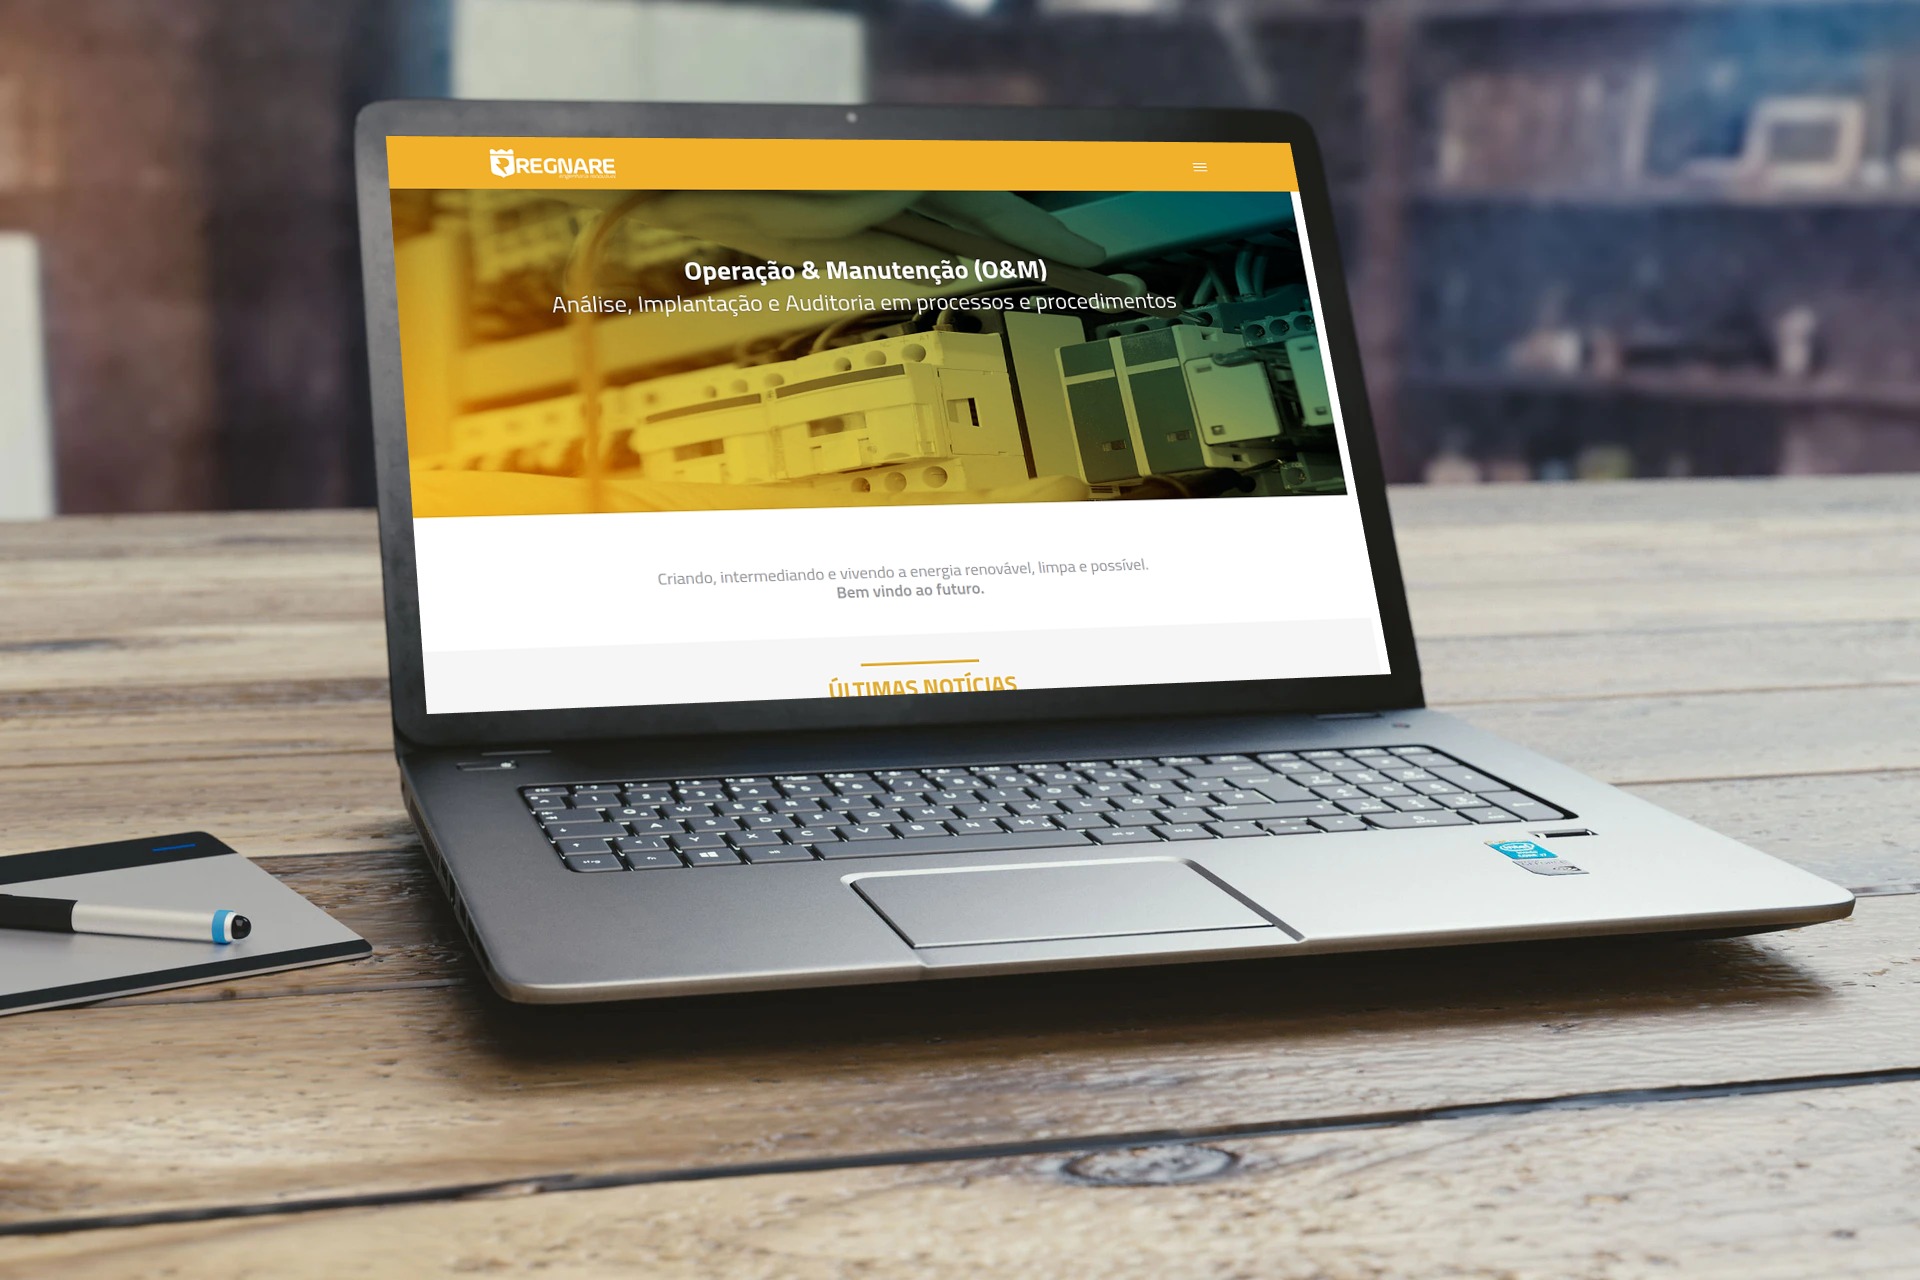 REGNARE
Operação & Manutenção (O&M)
Análise, Implantação e Auditoria em processos e procedimentos
Criando, intermediando e vivendo a energia renovável, limpa e possível.
Bem vindo ao futuro.
ÚLTIMAS NOTÍCIAS
intel